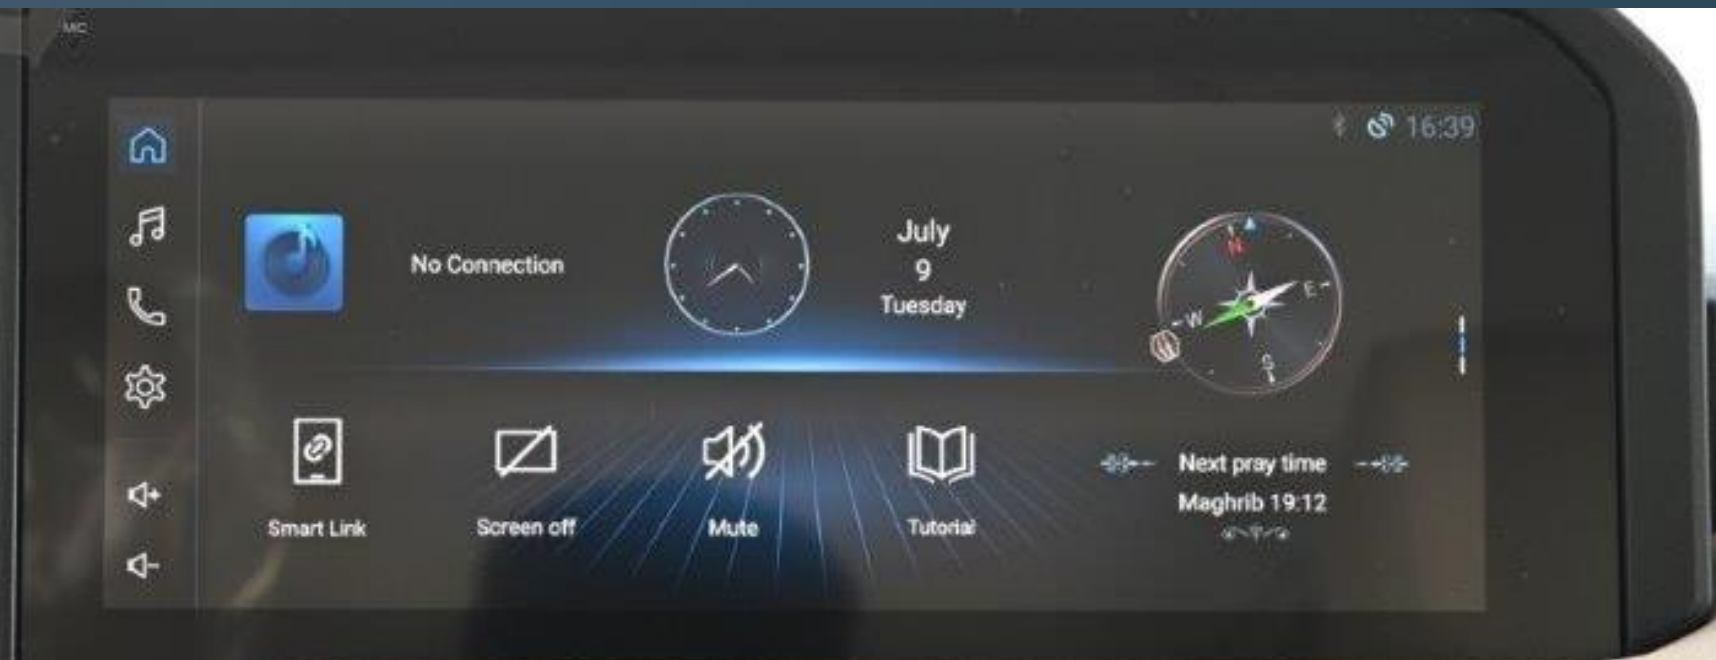 MIC
16:39
No Connection
July
9
Tuesday
N
E
W
S
Smart Link
Screen off
Mute
Tutorial
Next pray time
Maghrib 19:12